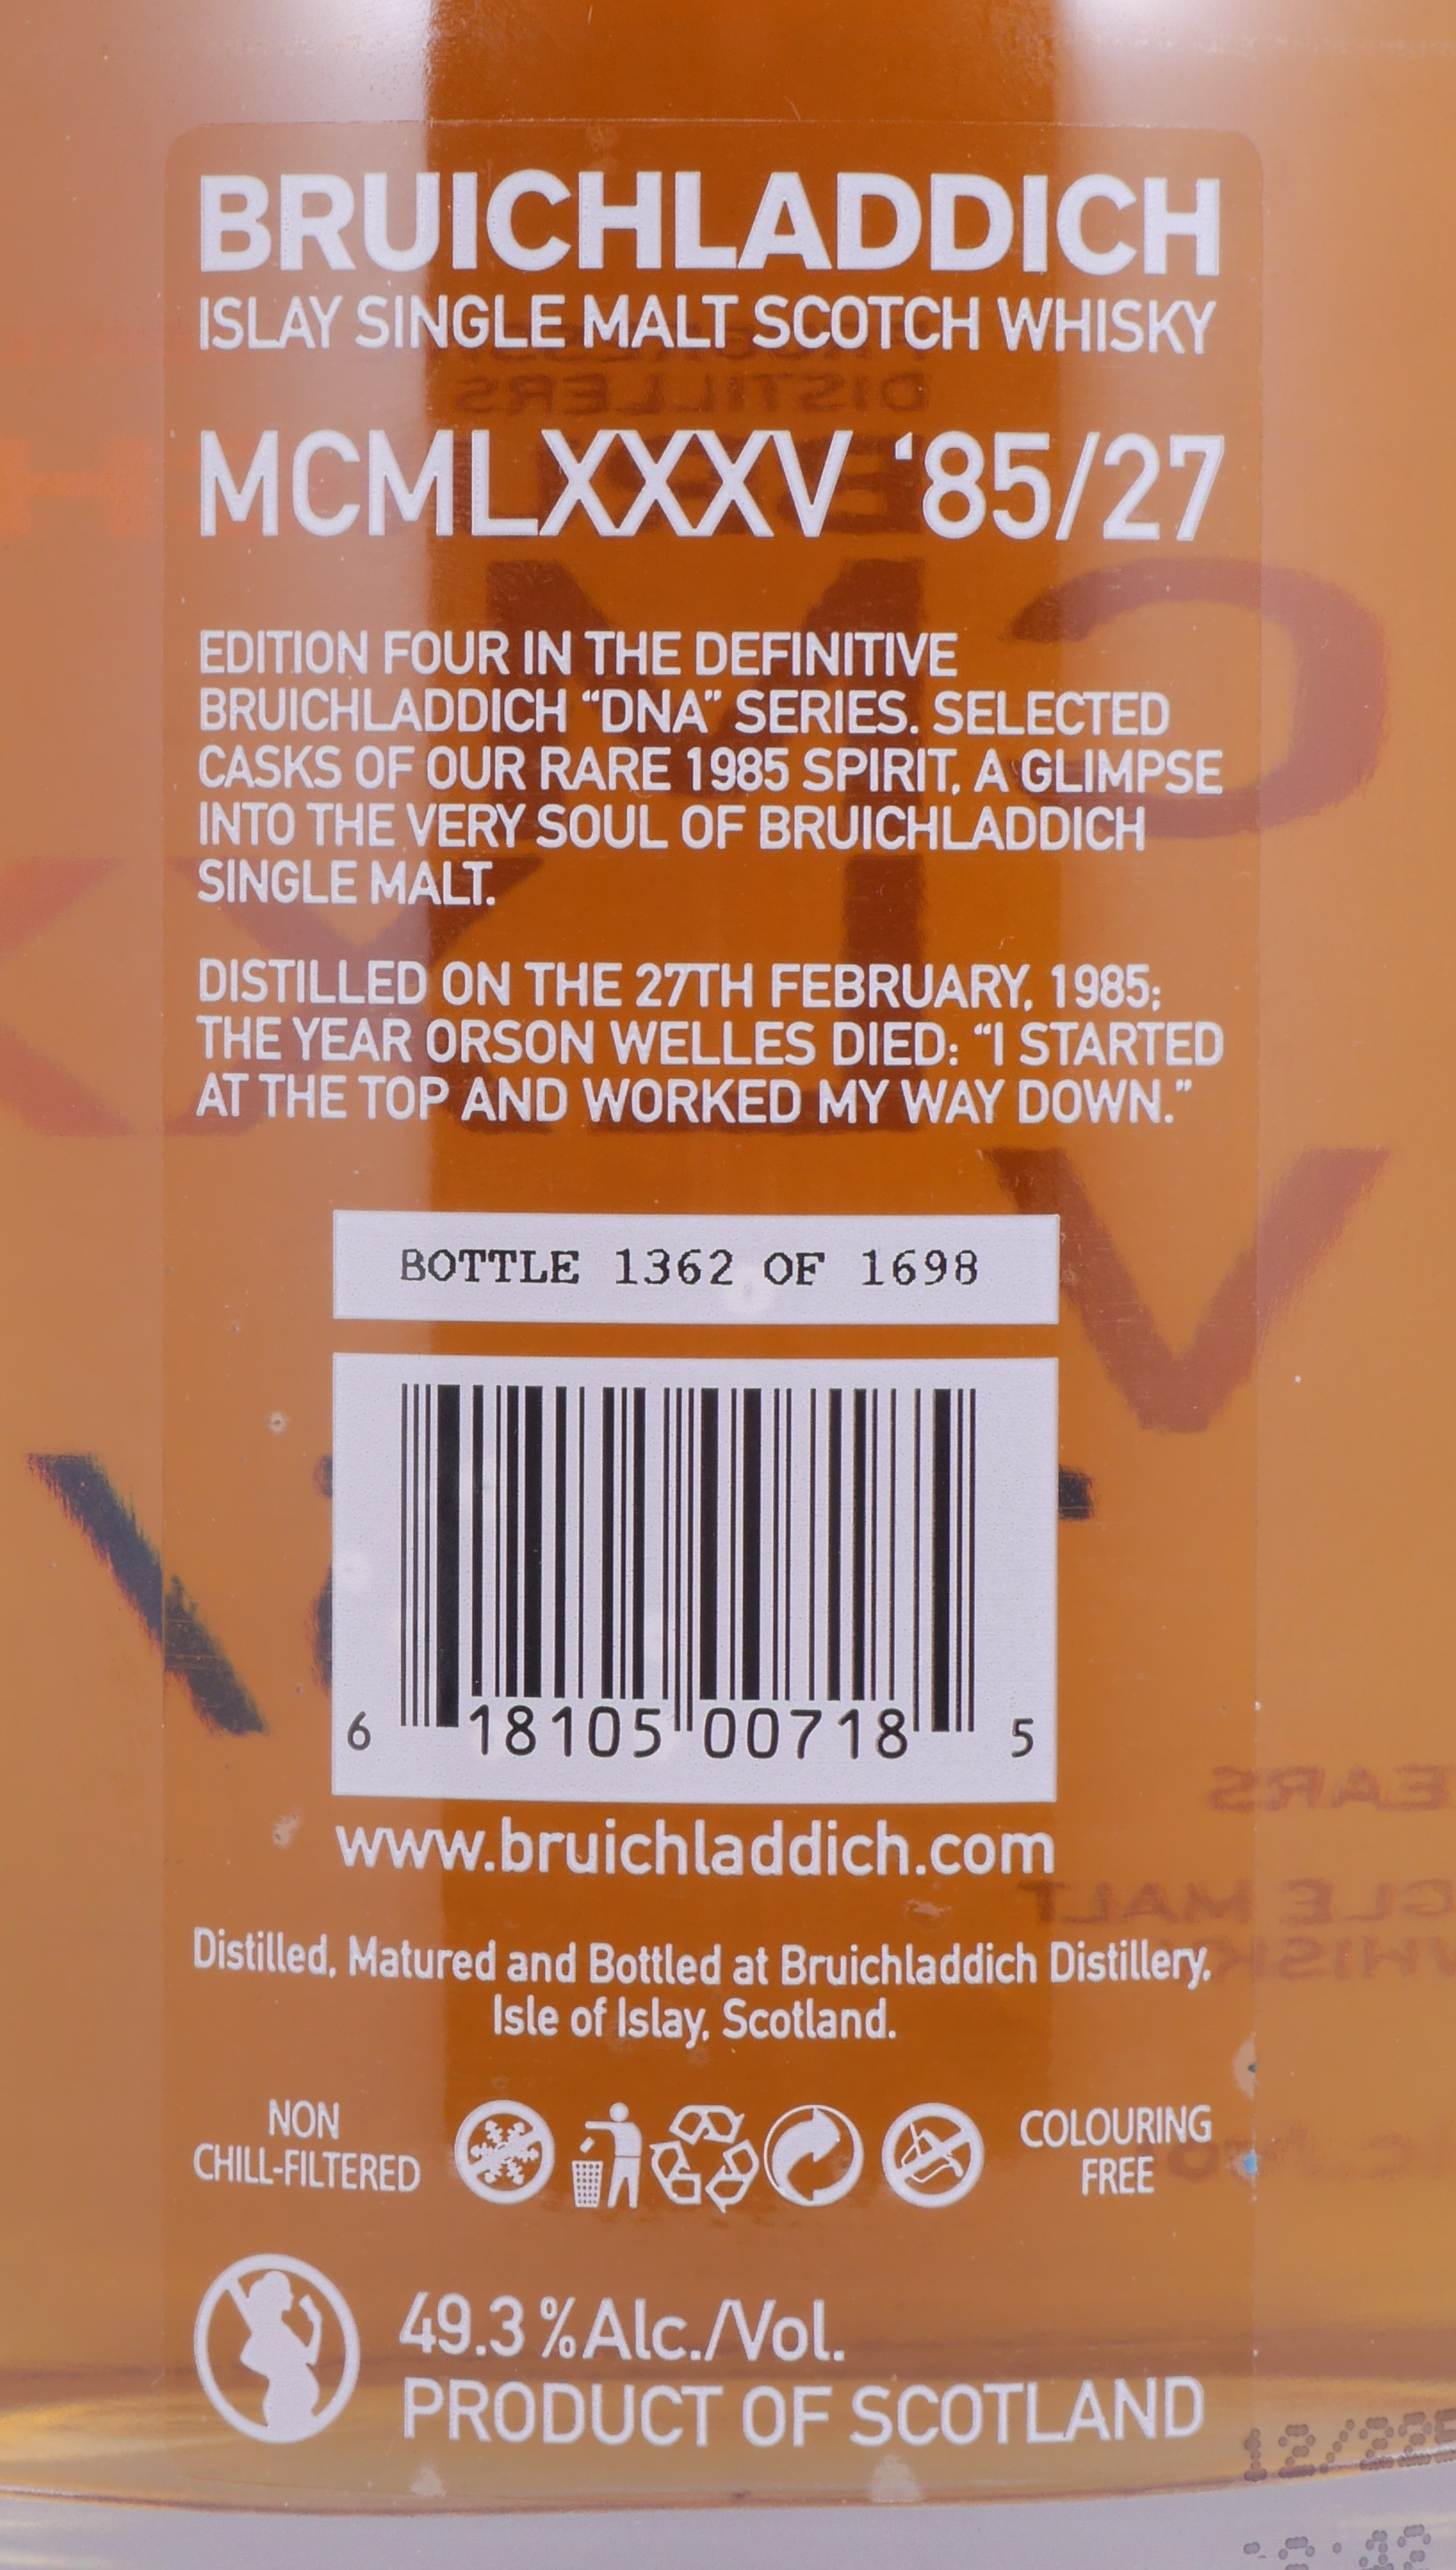 BRUICHLADDICH
ISLAY SINGLE MALT SCOTCH WHISKY
DISTILLERS
MCMLXXXV ‘85/27
EDITION FOUR IN THE DEFINITIVE
BRUICHLADDICH “DNA” SERIES. SELECTED
CASKS OF OUR RARE 1985 SPIRIT, A GLIMPSE
INTO THE VERY SOUL OF BRUICHLADDICH
SINGLE MALT.
DISTILLED ON THE 27TH FEBRUARY, 1985;
THE YEAR ORSON WELLES DIED: “I STARTED
AT THE TOP AND WORKED MY WAY DOWN.”
BOTTLE 1362 OF 1698
6 18105 00718 5
www.bruichladdich.com
Distilled, Matured and Bottled at Bruichladdich Distillery,
Isle of Islay, Scotland.
NON
CHILL-FILTERED
COLOURING
FREE
49.3%Alc./Vol.
PRODUCT OF SCOTLAND